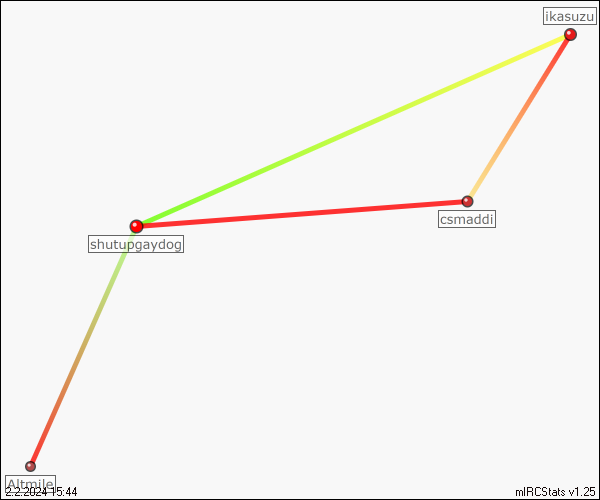 ikasuzu
csmaddi
shutupgaydog
Altmile
2.2.2024 15:44
mIRCStats v1.25